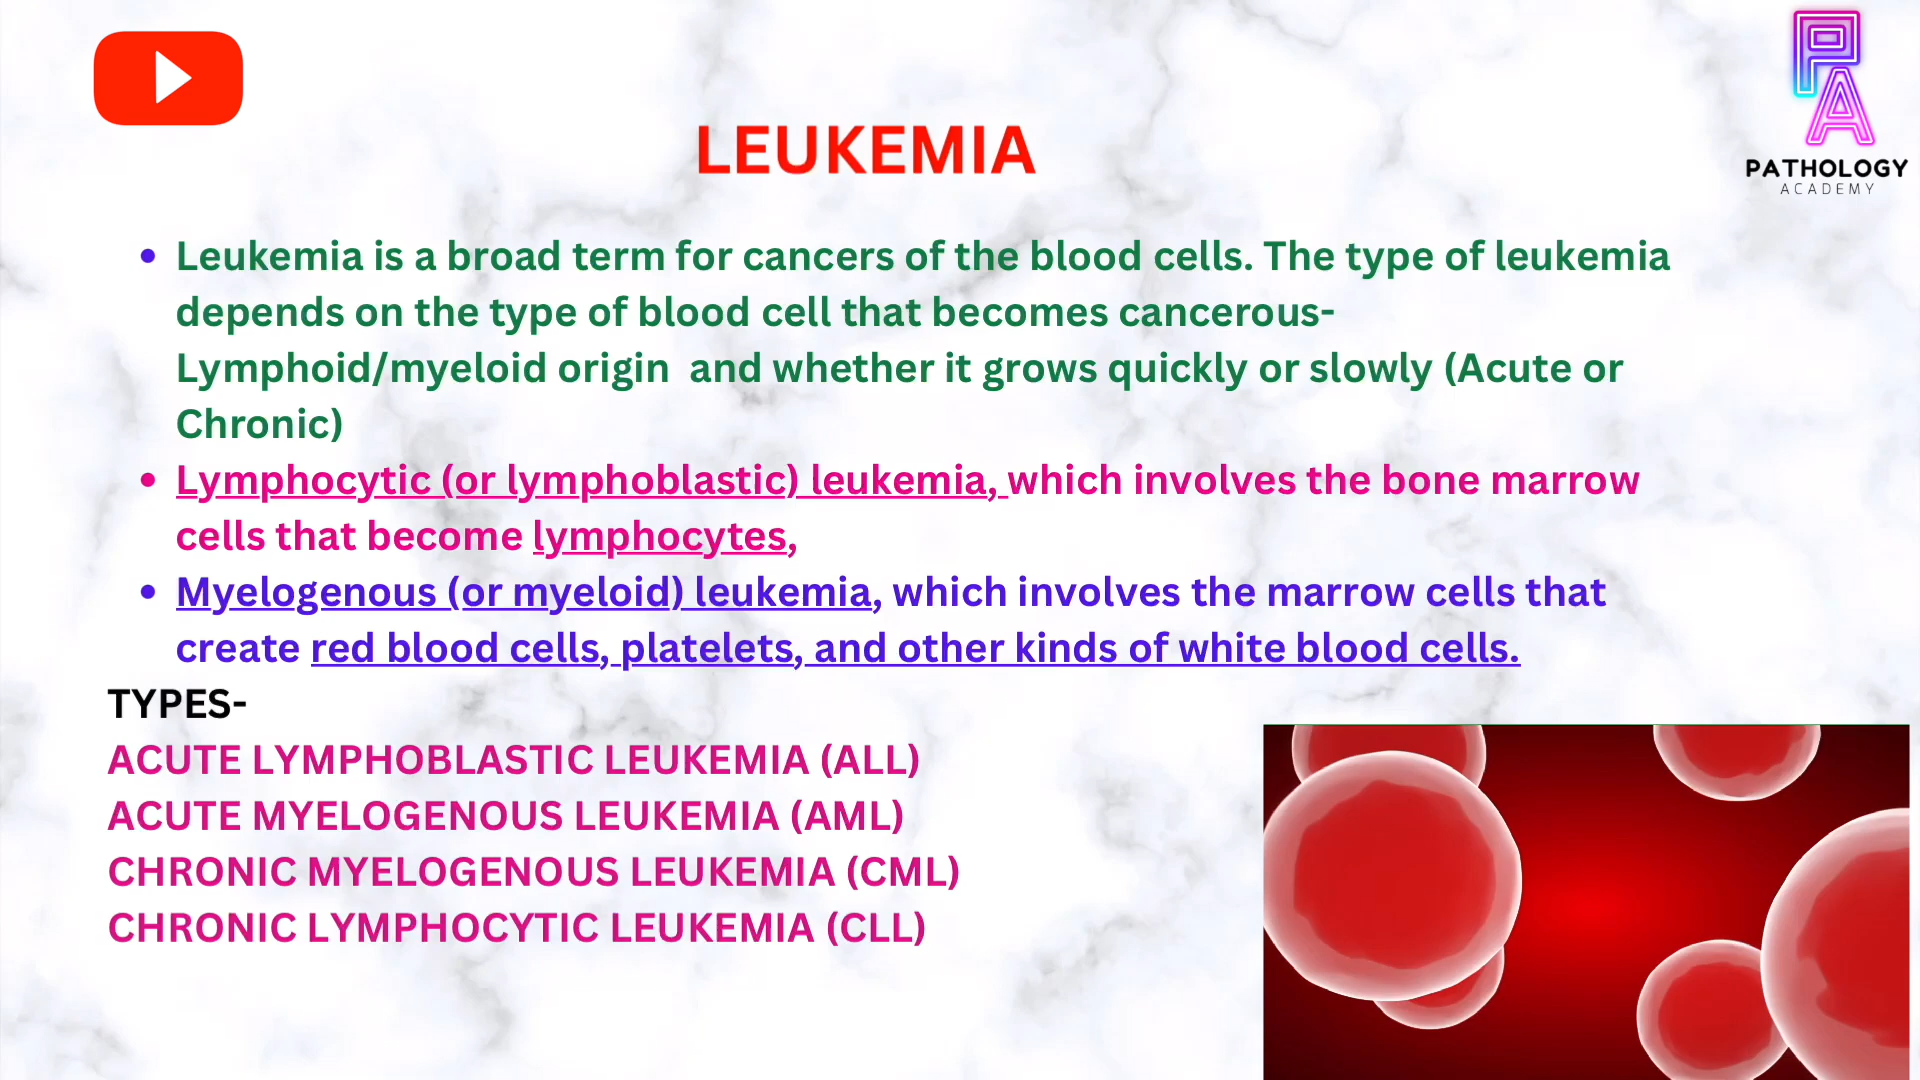 PA
PATHOLOGY
ACADEMY
LEUKEMIA
• Leukemia is a broad term for cancers of the blood cells. The type of leukemia
depends on the type of blood cell that becomes cancerous-
Lymphoid/myeloid origin  and whether it grows quickly or slowly (Acute or
Chronic)
• Lymphocytic (or lymphoblastic) leukemia, which involves the bone marrow
cells that become lymphocytes,
• Myelogenous (or myeloid) leukemia, which involves the marrow cells that
create red blood cells, platelets, and other kinds of white blood cells.
TYPES-
ACUTE LYMPHOBLASTIC LEUKEMIA (ALL)
ACUTE MYELOGENOUS LEUKEMIA (AML)
CHRONIC MYELOGENOUS LEUKEMIA (CML)
CHRONIC LYMPHOCYTIC LEUKEMIA (CLL)